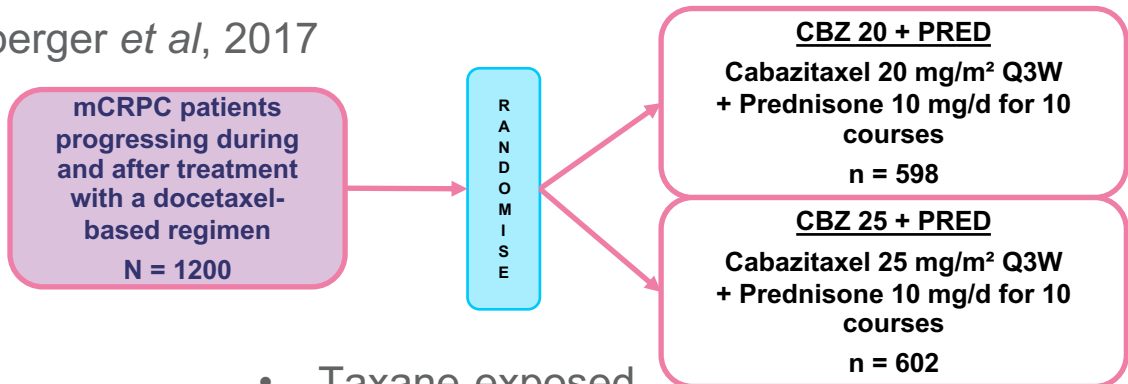 berger et al, 2017
mCRPC patients
progressing during
and after treatment
with a docetaxel-
based regimen
N = 1200
R
A
N
D
O
M
I
S
E
CBZ 20 + PRED
Cabazitaxel 20 mg/m² Q3W
+ Prednisone 10 mg/d for 10
courses
n = 598
CBZ 25 + PRED
Cabazitaxel 25 mg/m² Q3W
+ Prednisone 10 mg/d for 10
courses
n = 602
• Taxane exposed